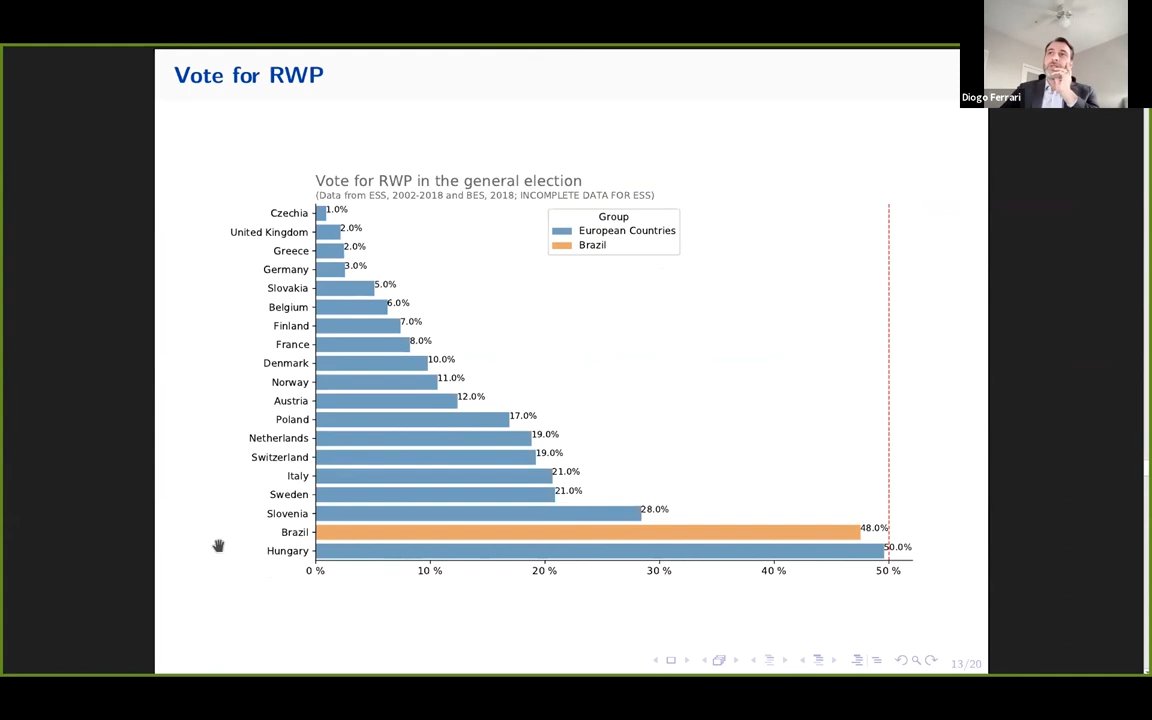 Vote for RWP
Diogo Ferrari
Vote for RWP in the general election
(Data from ESS, 2002-2018 and BES, 2018; INCOMPLETE DATA FOR ESS)
Group
European Countries
Brazil
Czechia 1.0%
United Kingdom 2.0%
Greece 2.0%
Germany 3.0%
Slovakia 5.0%
Belgium 6.0%
Finland 7.0%
France 8.0%
Denmark 10.0%
Norway 11.0%
Austria 12.0%
Poland 17.0%
Netherlands 19.0%
Switzerland 19.0%
Italy 21.0%
Sweden 21.0%
Slovenia 28.0%
Brazil 48.0%
Hungary 50.0%
0 % 10 % 20 % 30 % 40 % 50 %
13/20